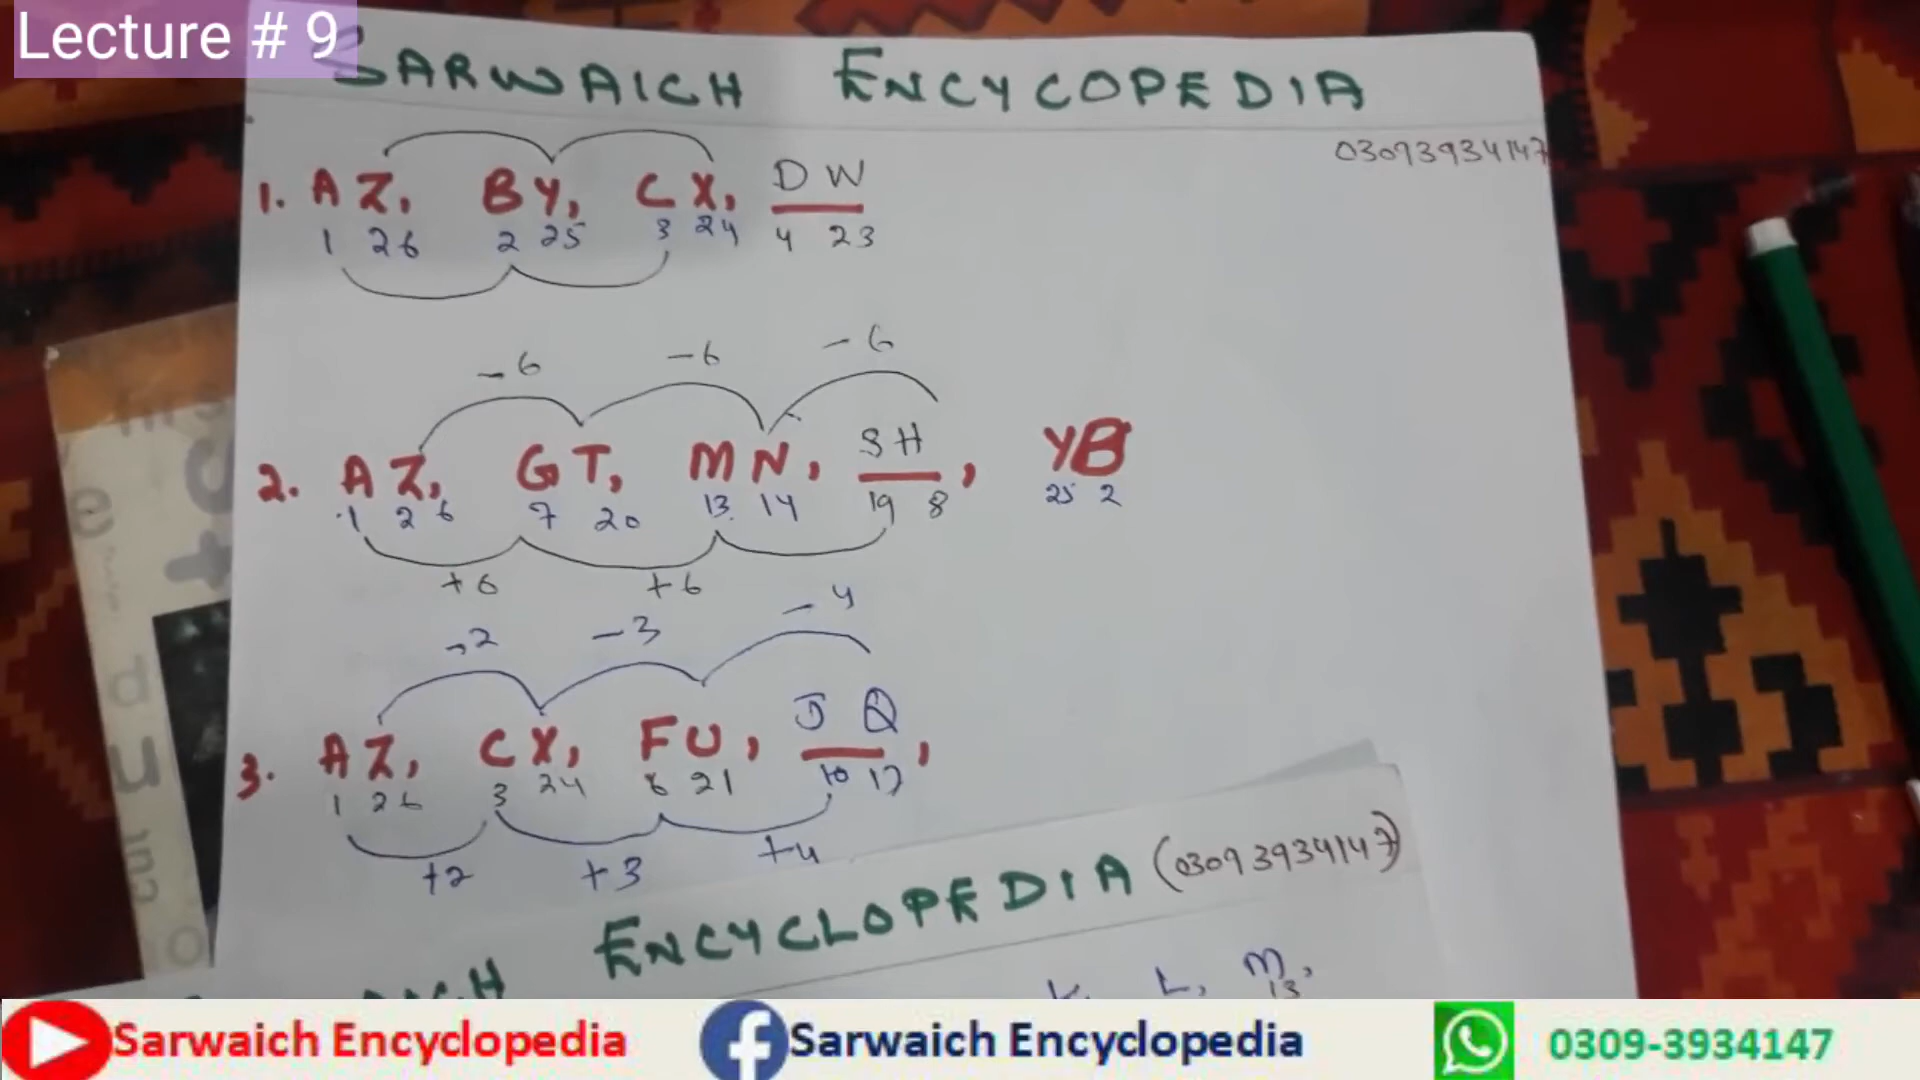 Lecture # 9
SARWAICH ENCYCOPEDIA
03093934147
1. AZ, BY, CX, DW
1 26 2 25 3 24 4 23
-6 -6 -6
2. AZ, GT, MN, SH, YB
1 26 7 20 13 14 19 8 25 2
+6 +6
-2 -3 -4
3. AZ, CX, FU, JQ,
1 26 3 24 6 21 10 17
+2 +3 +4
ENCYCLOPEDIA (03093934147)
L, M,
13
Sarwaich Encyclopedia Sarwaich Encyclopedia 0309-3934147